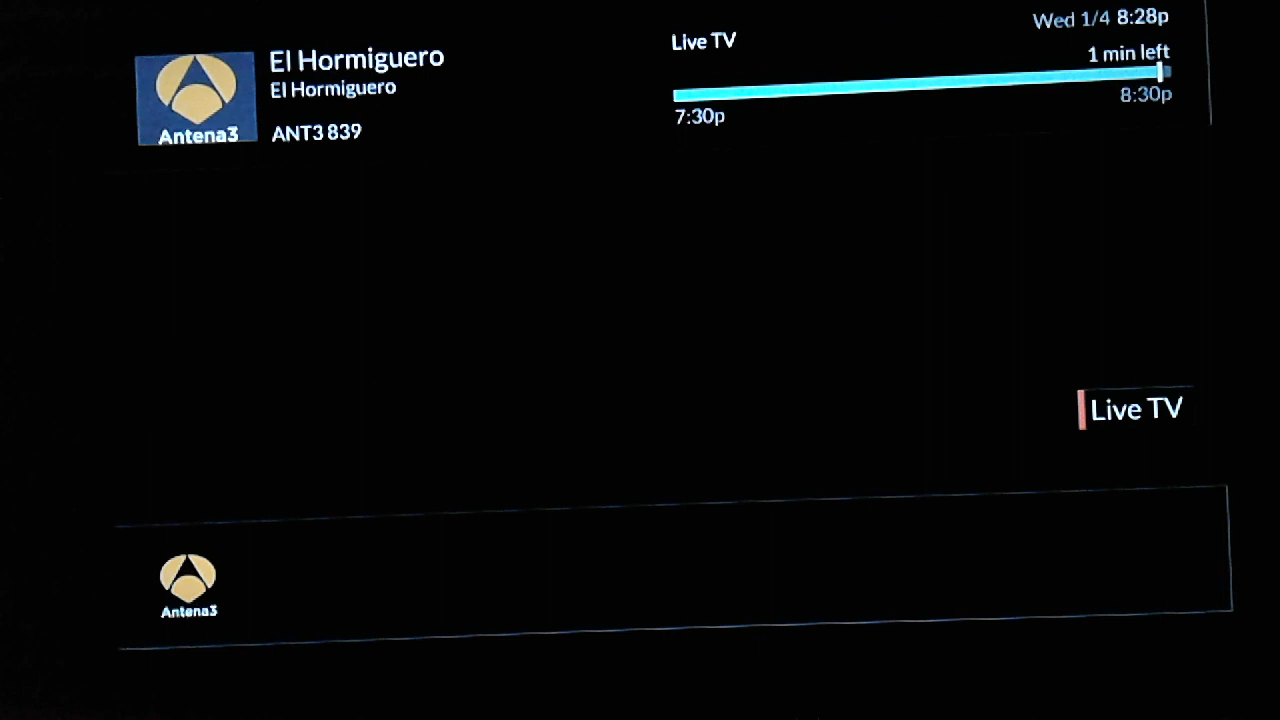 Antena3
El Hormiguero
El Hormiguero
ANT3 839
Live TV
Wed 1/4 8:28p
1 min left
7:30p
8:30p
Live TV
Antena3